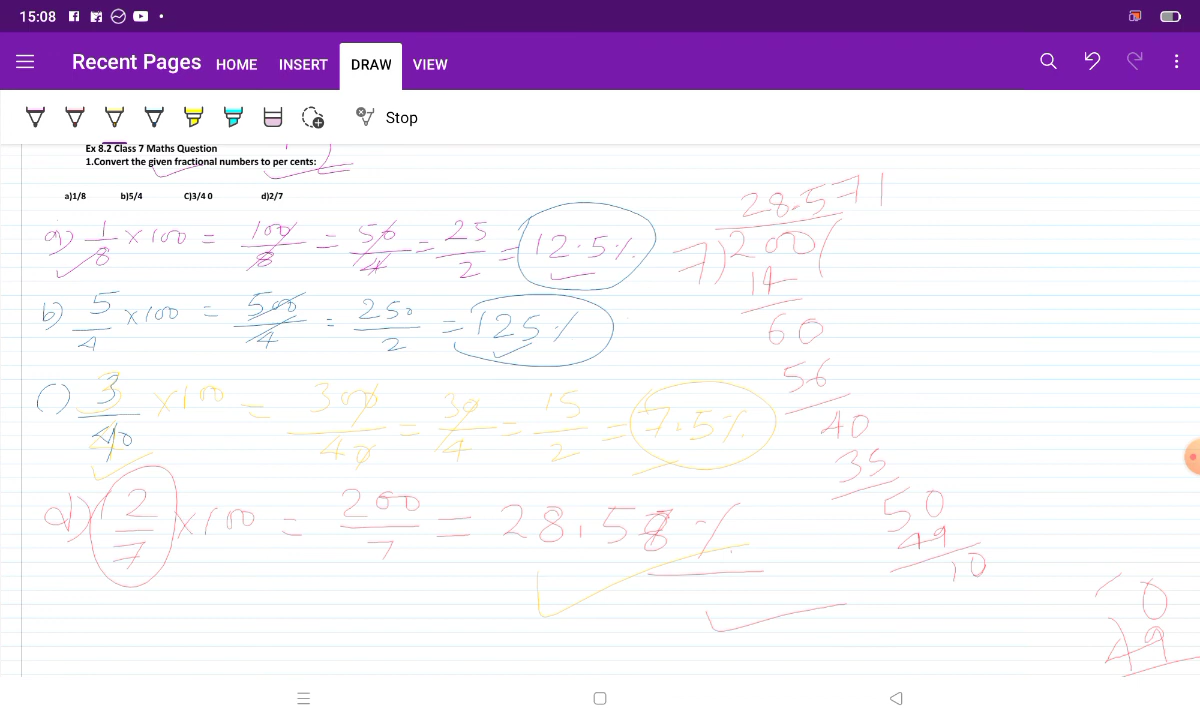 15:08
Recent Pages HOME INSERT DRAW VIEW
Stop
Ex 8.2 Class 7 Maths Question
1.Convert the given fractional numbers to per cents:
a)1/8 b)5/4 C)3/4 0 d)2/7
a) 1/8 x 100 = 100/8 = 50/4 = 25/2 = 12.5%
b) 5/4 x 100 = 500/4 = 250/2 = 125%
c) 3/40 x 100 = 300/40 = 30/4 = 15/2 = 7.5%
d) 2/7 x 100 = 200/7 = 28.58%
28.571
7)200(
14
60
56
40
35
50
49
10
0
49